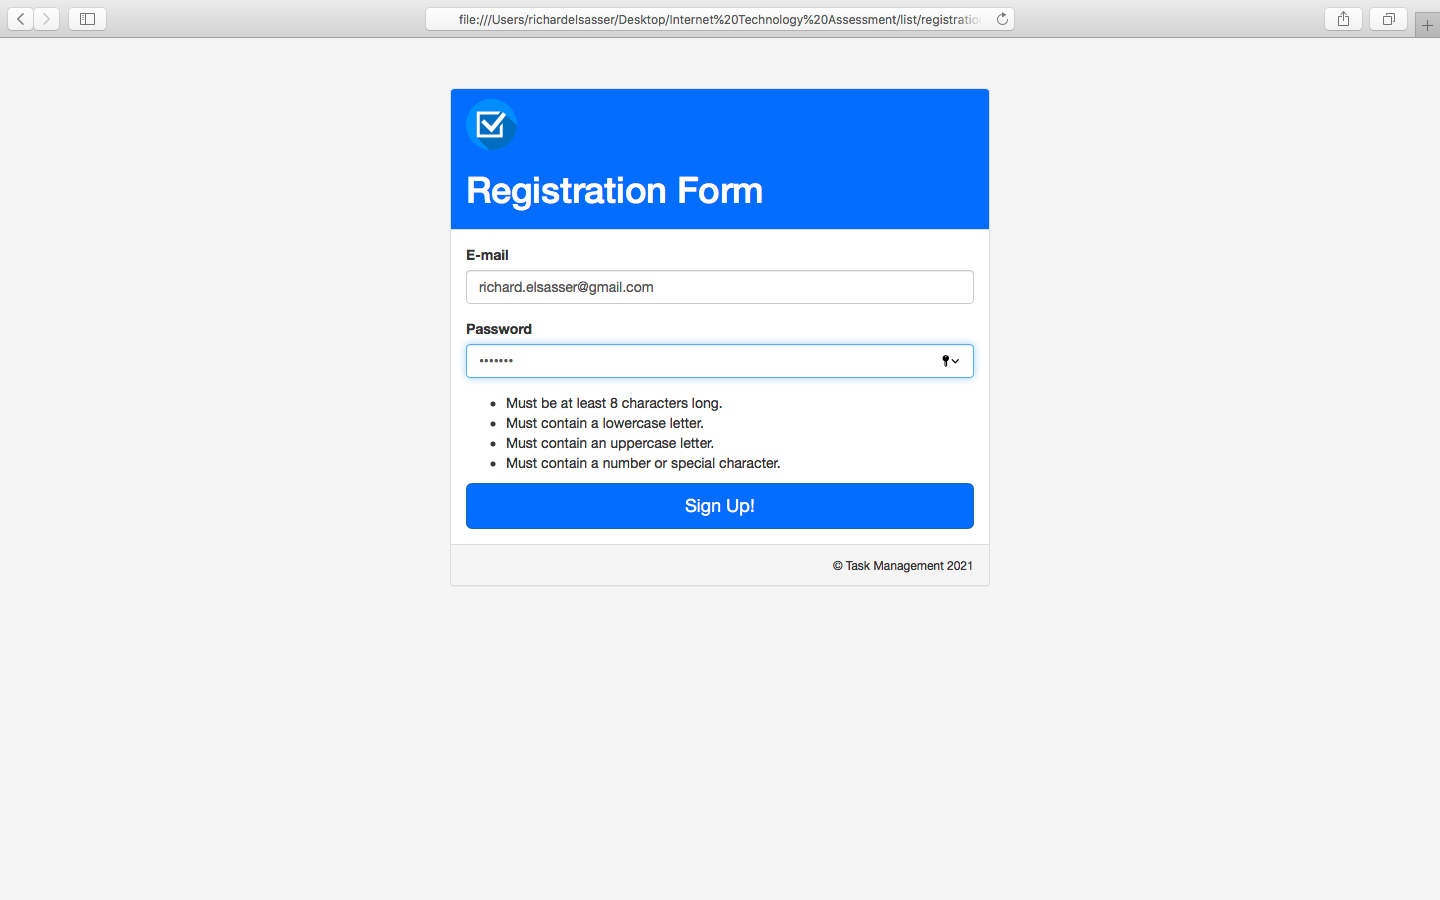 file:///Users/richardelsasser/Desktop/Internet%20Technology%20Assessment/list/registratio
Registration Form
E-mail
richard.elsasser@gmail.com
Password
•••••••
• Must be at least 8 characters long.
• Must contain a lowercase letter.
• Must contain an uppercase letter.
• Must contain a number or special character.
Sign Up!
© Task Management 2021